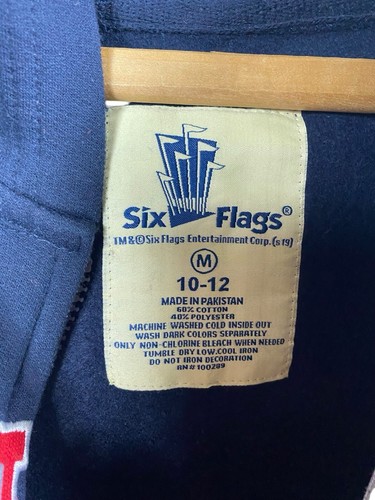 Six Flags®
TM&©Six Flags Entertainment Corp.(s19)
M
10-12
MADE IN PAKISTAN
60% COTTON
40% POLYESTER
MACHINE WASHED COLD INSIDE OUT
WASH DARK COLORS SEPARATELY
ONLY NON-CHLORINE BLEACH WHEN NEEDED
TUMBLE DRY LOW.COOL IRON
DO NOT IRON DECORATION
RN#100289